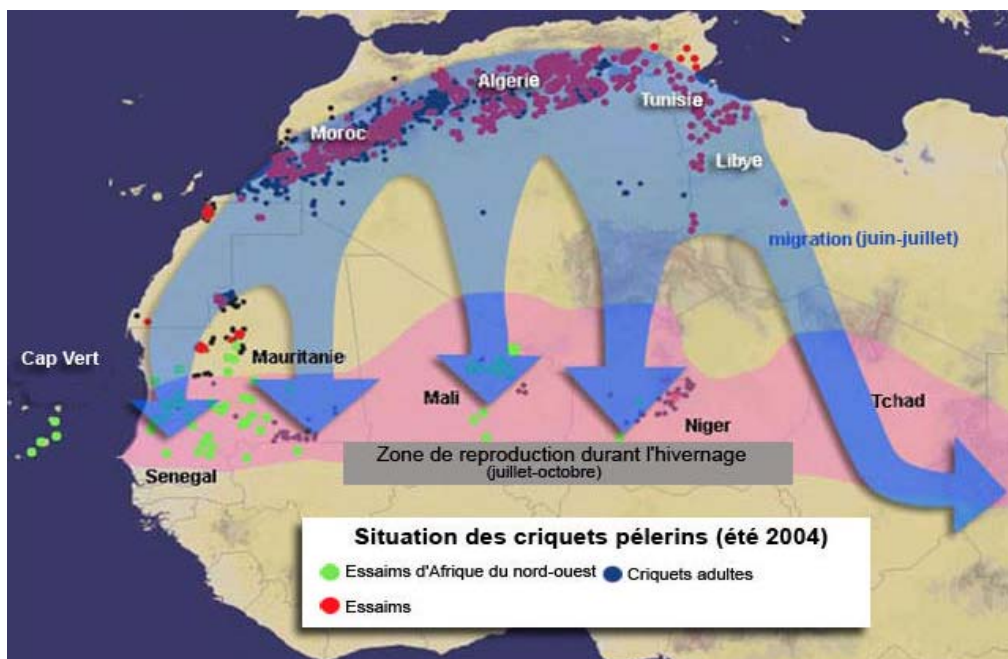 Algerie
Tunisie
Moroc
Libye
migration (juin-juillet)
Cap Vert
Mauritanie
Mali
Tchad
Niger
Zone de reproduction durant l'hivernage
(juillet-octobre)
Senegal
Situation des criquets pélerins (été 2004)
Essaims d'Afrique du nord-ouest
Criquets adultes
Essaims